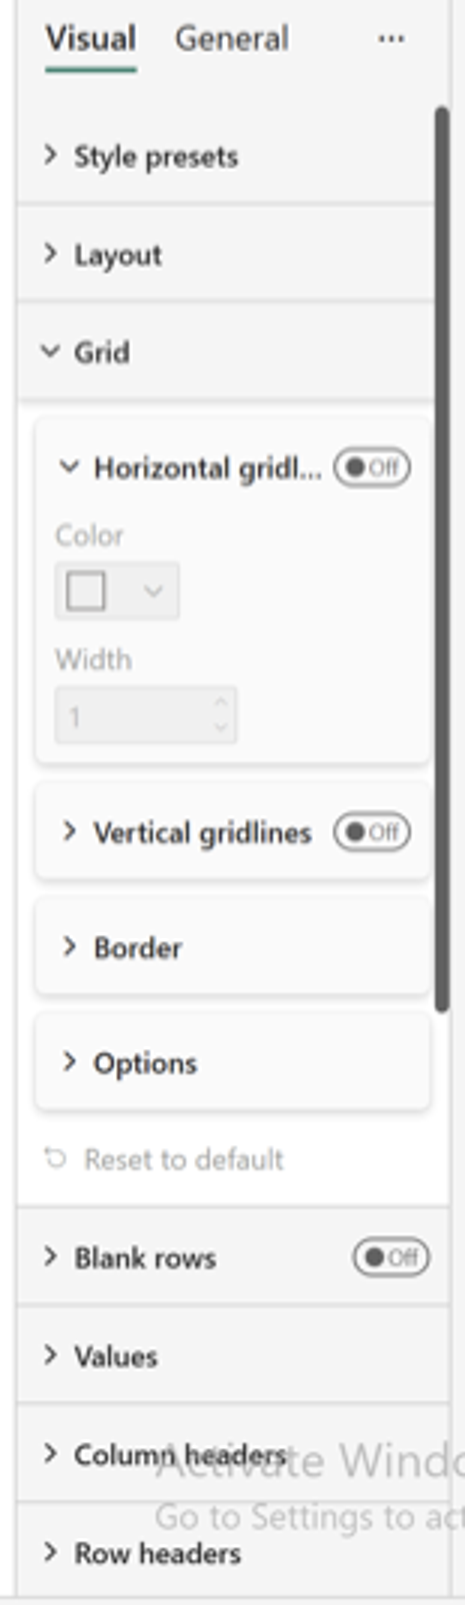 Visual General ...
Style presets
Layout
Grid
Horizontal gridl... Off
Color
Width
1
Vertical gridlines Off
Border
Options
Reset to default
Blank rows Off
Values
Column headers
Activate Windo
Go to Settings to act
Row headers